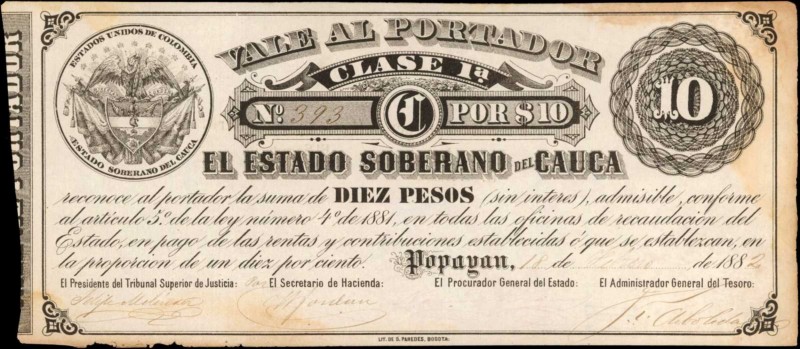 PORTADOR
ESTADOS UNIDOS DE COLOMBIA
ESTADO SOBERANO DEL CAUCA
VALE AL PORTADOR
CLASE 1ª
Nº 393 C POR $ 10
10
EL ESTADO SOBERANO DEL CAUCA
reconoce al portador la suma de DIEZ PESOS (sin interes), admisible, conforme
al artículo 5º de la ley número 4º de 1881, en todas las oficinas de recaudacion del
Estado, en pago de las rentas y contribuciones establecidas ó que se establezcan, en
la proporcion de un diez por ciento.
Popayan, 18 de de 1882
El Presidente del Tribunal Superior de Justicia: El Secretario de Hacienda: El Procurador General del Estado: El Administrador General del Tesoro:
LIT. DE D. PAREDES, BOGOTA.